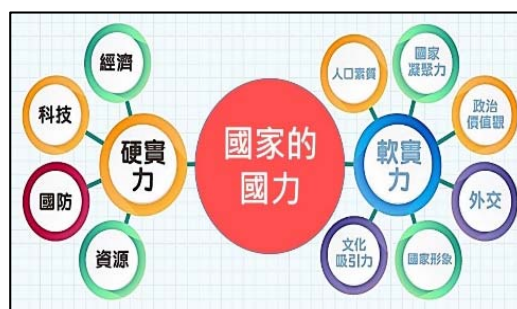 經濟
科技
國防
資源
硬實
力
國家的
國力
軟實
力
人口素質
國家
凝聚力
政治
價值觀
外交
國家形象
文化
吸引力